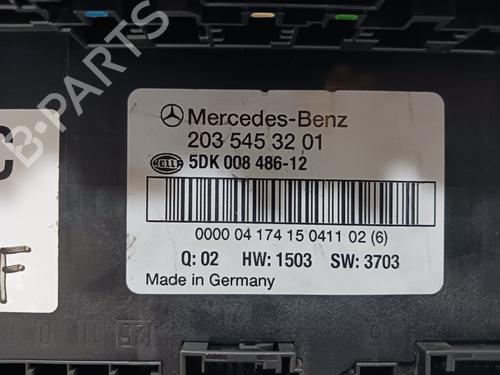 Mercedes-Benz
203 545 32 01
HELLA 5DK 008 486-12
0000 04 174 15 0411 02 (6)
Q: 02 HW: 1503 SW: 3703
Made in Germany
C
F
B-PARTS